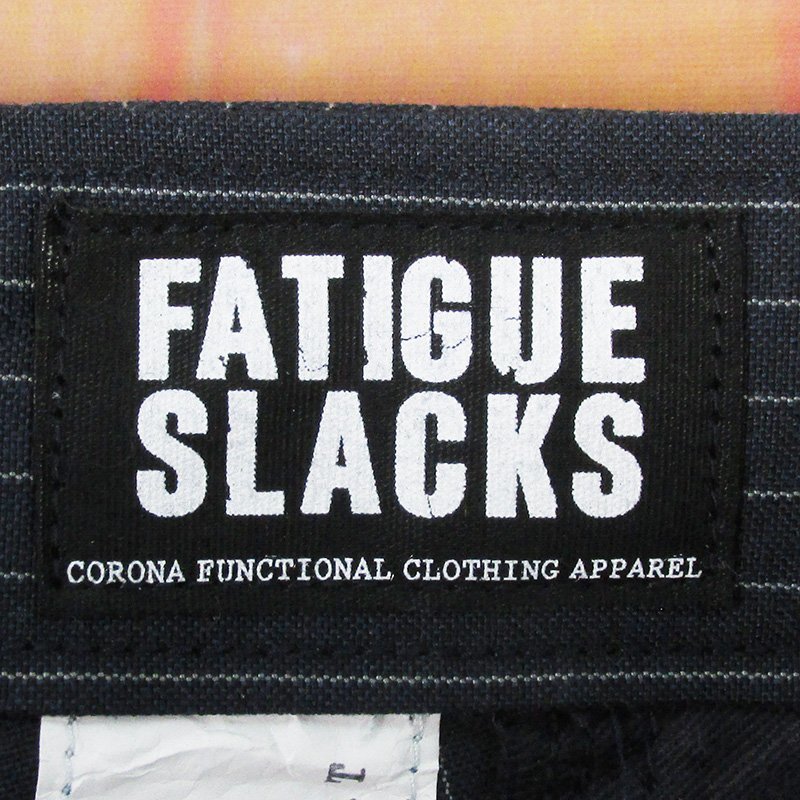 FATIGUE
SLACKS
CORONA FUNCTIONAL CLOTHING APPAREL